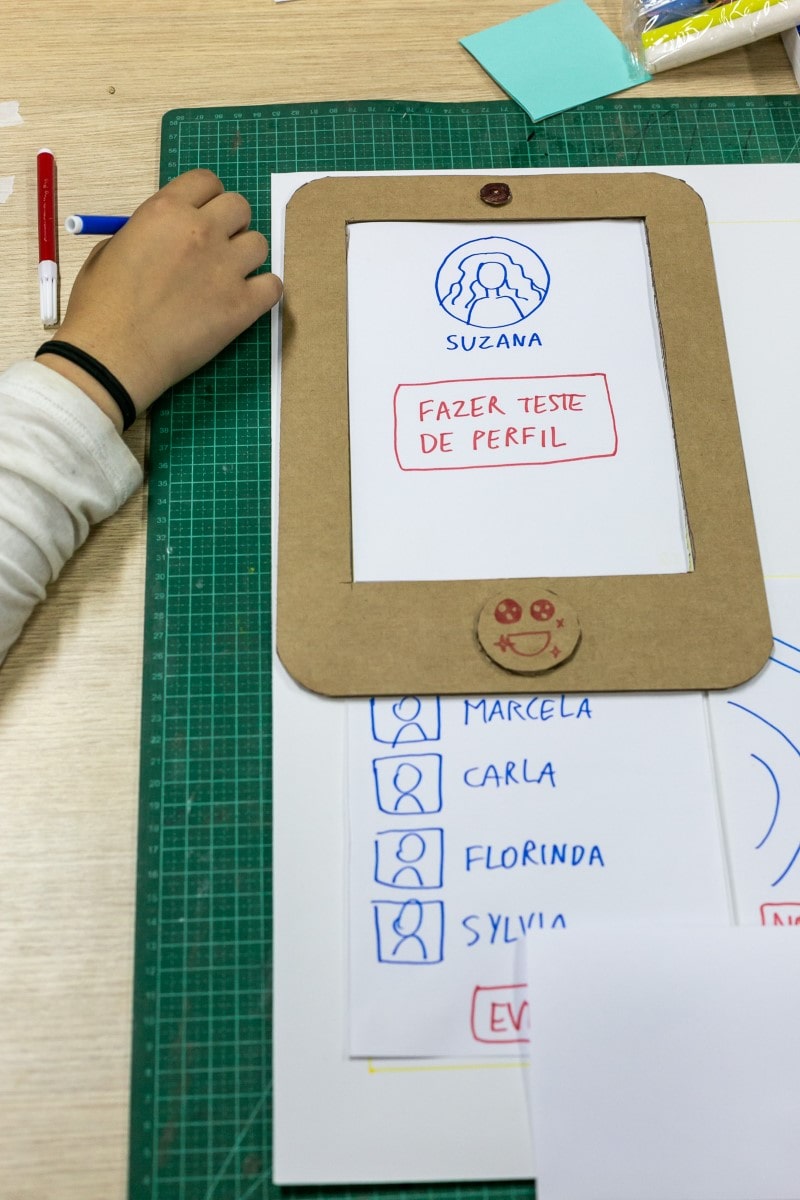 SUZANA
FAZER TESTE
DE PERFIL
MARCELA
CARLA
FLORINDA
SYLVIA